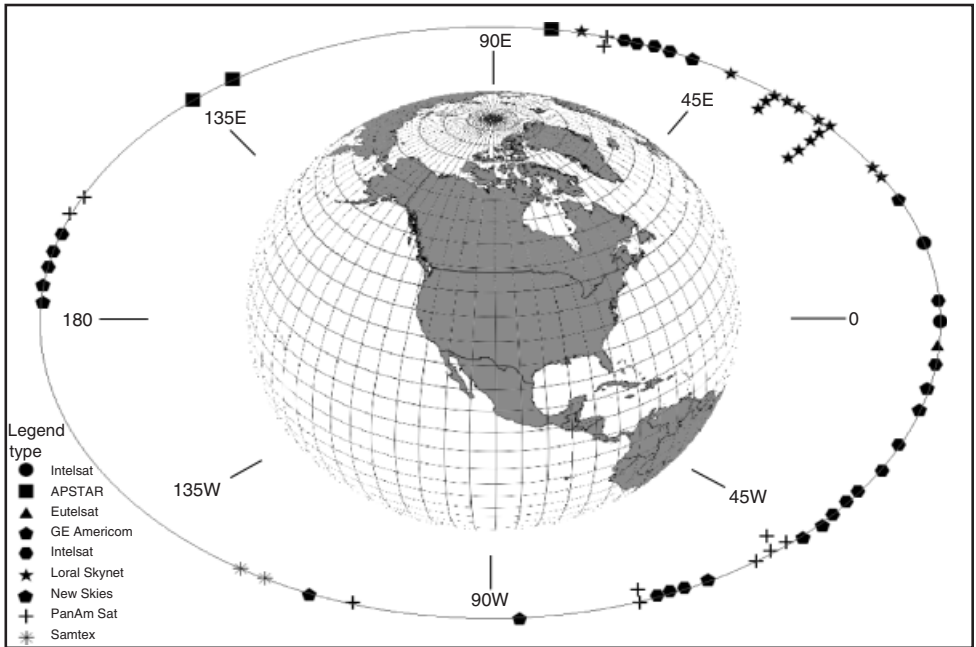 90E
45E
135E
180
0
135W
45W
90W
Legend
type
Intelsat
APSTAR
Eutelsat
GE Americom
Intelsat
Loral Skynet
New Skies
PanAm Sat
Samtex